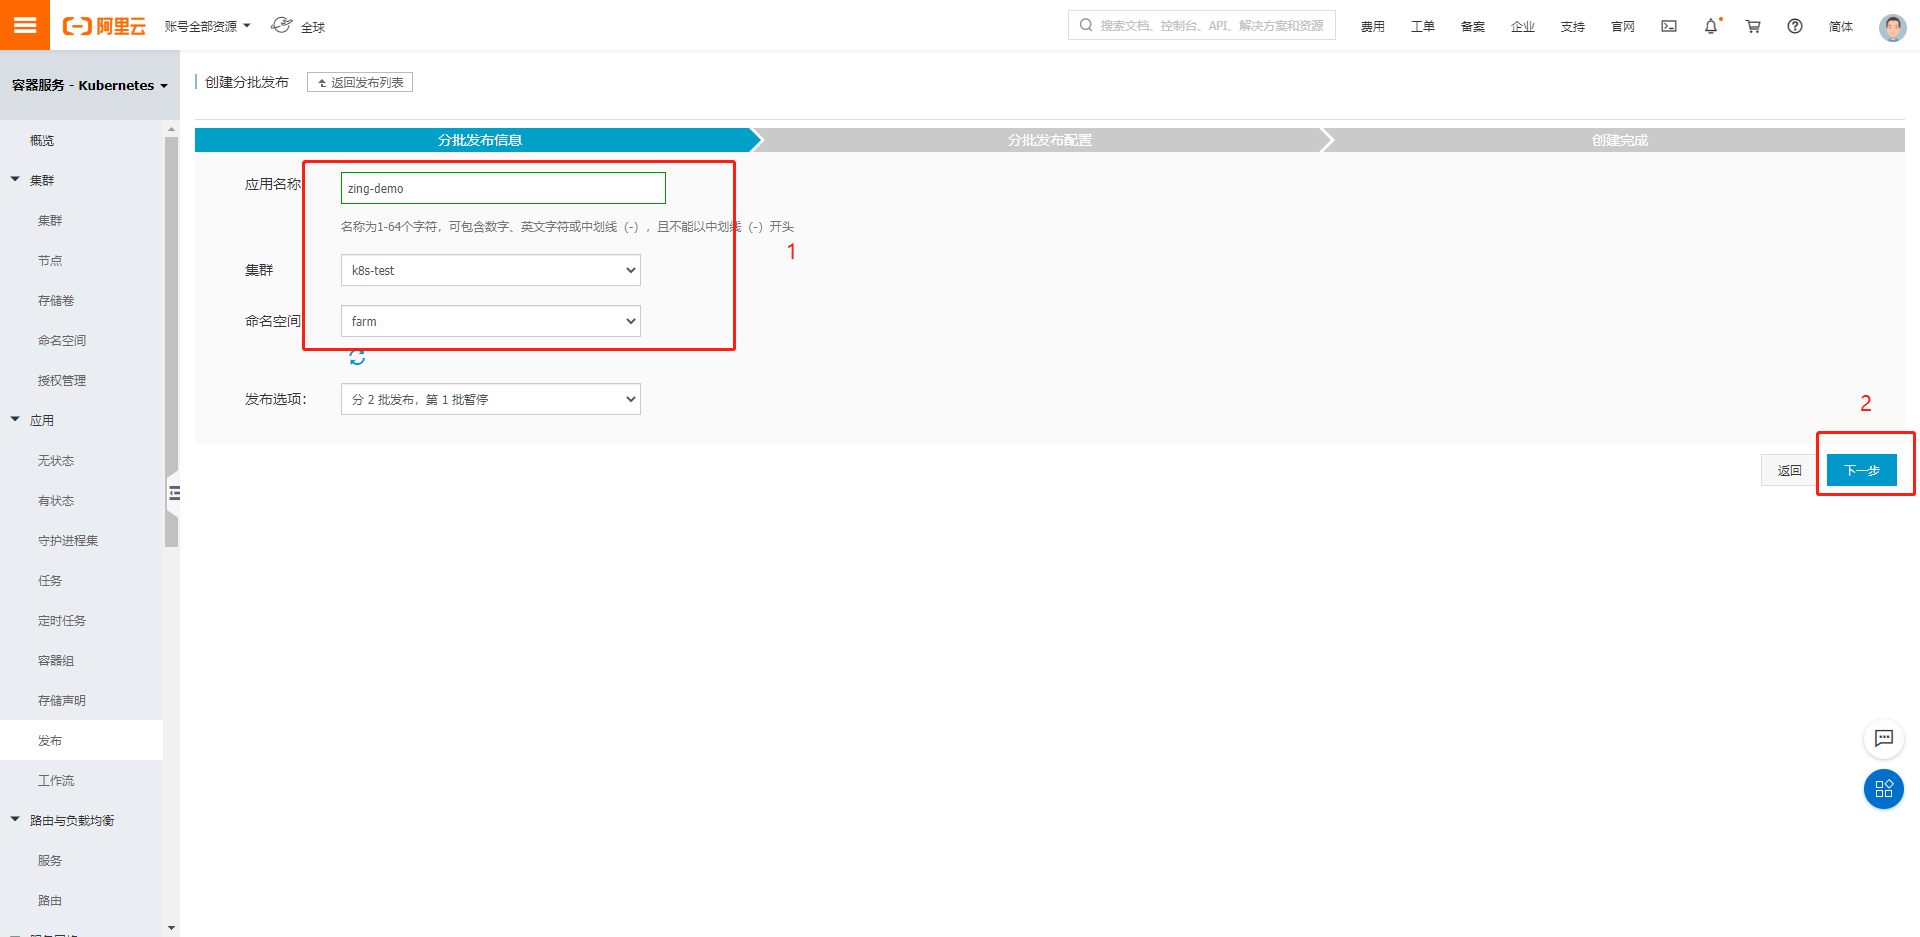 阿里云
账号全部资源
全球
搜索文档、控制台、API、解决方案和资源
费用
工单
备案
企业
支持
官网
简体
容器服务 - Kubernetes
概览
集群
集群
节点
存储卷
命名空间
授权管理
应用
无状态
有状态
守护进程集
任务
定时任务
容器组
存储声明
发布
工作流
路由与负载均衡
服务
路由
创建分批发布
返回发布列表
分批发布信息
分批发布配置
创建完成
应用名称
zing-demo
名称为1-64个字符，可包含数字、英文字符或中划线（-），且不能以中划线（-）开头
1
集群
k8s-test
命名空间
farm
发布选项：
分 2 批发布，第 1 批暂停
2
返回
下一步